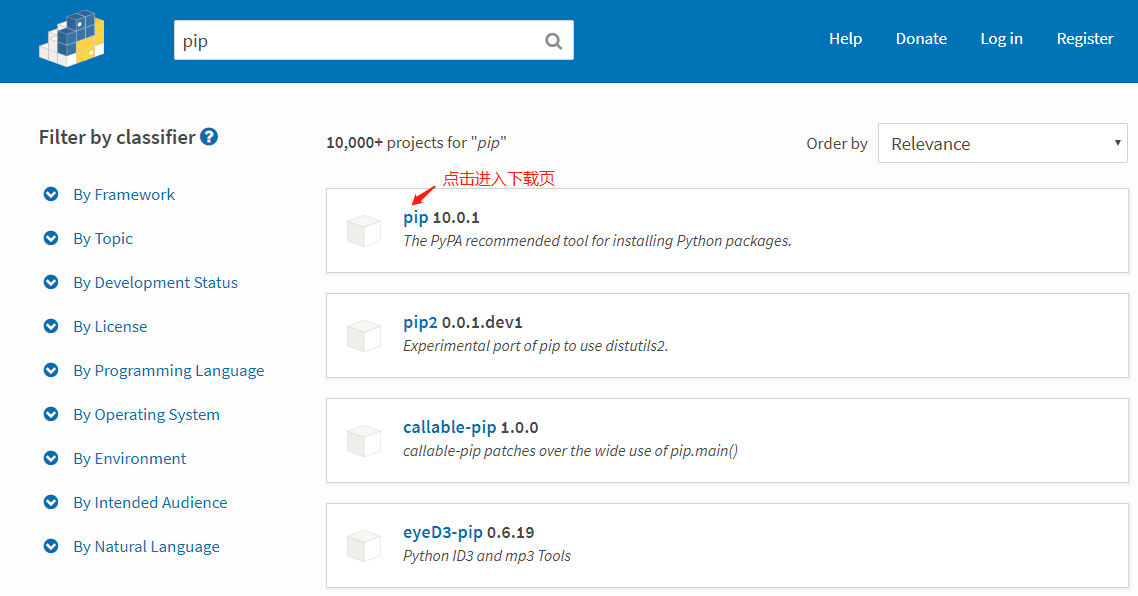 pip
Help Donate Log in Register
Filter by classifier ?
By Framework
By Topic
By Development Status
By License
By Programming Language
By Operating System
By Environment
By Intended Audience
By Natural Language
10,000+ projects for "pip"
Order by Relevance
点击进入下载页
pip 10.0.1
The PyPA recommended tool for installing Python packages.
pip2 0.0.1.dev1
Experimental port of pip to use distutils2.
callable-pip 1.0.0
callable-pip patches over the wide use of pip.main()
eyeD3-pip 0.6.19
Python ID3 and mp3 Tools